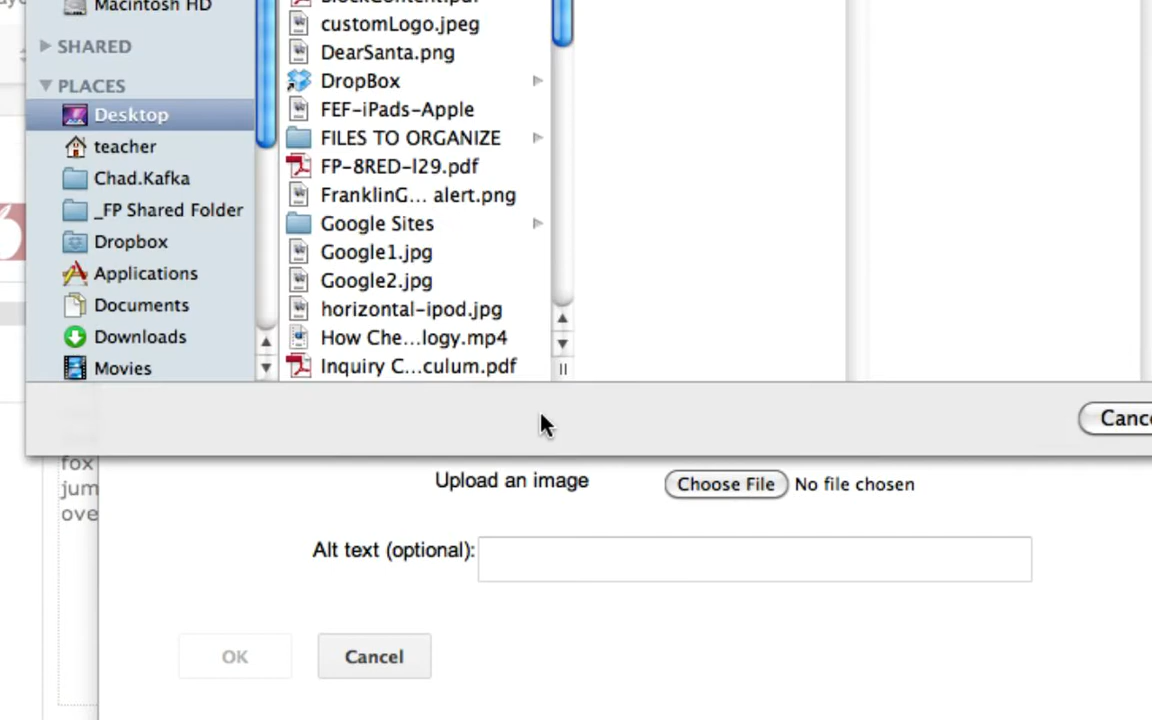 Macintosh HD
SHARED
PLACES
Desktop
teacher
Chad.Kafka
_FP Shared Folder
Dropbox
Applications
Documents
Downloads
Movies
customLogo.jpeg
DearSanta.png
DropBox
FEF-iPads-Apple
FILES TO ORGANIZE
FP-8RED-I29.pdf
FranklinG... alert.png
Google Sites
Google1.jpg
Google2.jpg
horizontal-ipod.jpg
How Che...logy.mp4
Inquiry C...culum.pdf
Canc
fox
jum
ove
Upload an image
Choose File No file chosen
Alt text (optional):
OK
Cancel